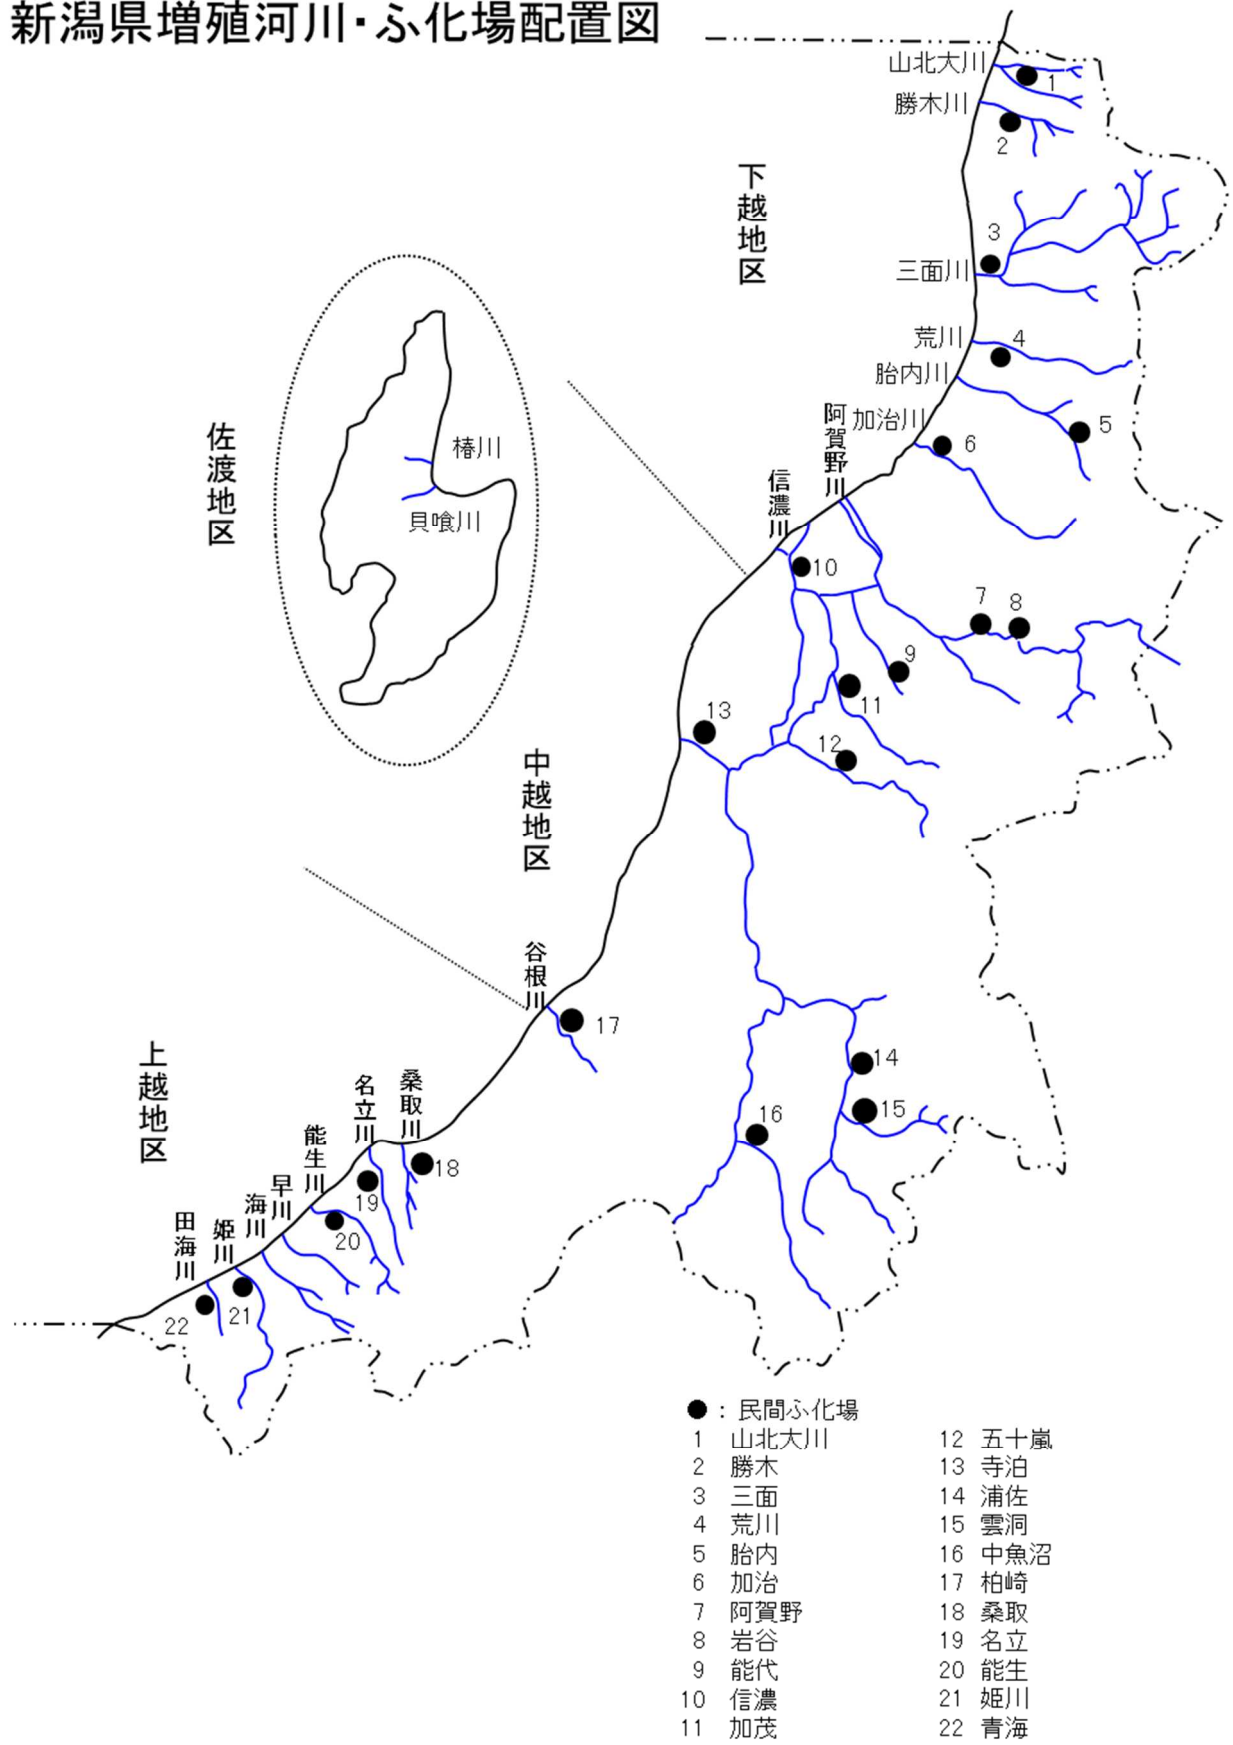 新潟県増殖河川・ふ化場配置図
山北大川
1
勝木川
2
下越地区
3
三面川
荒川
4
胎内川
5
加治川
6
阿賀野川
信濃川
10
7
8
9
11
12
13
佐渡地区
椿川
貝喰川
中越地区
谷根川
17
14
15
16
上越地区
桑取川
18
名立川
19
能生川
20
早川
海川
姫川
21
田海川
22
●：民間ふ化場
1 山北大川
2 勝木
3 三面
4 荒川
5 胎内
6 加治
7 阿賀野
8 岩谷
9 能代
10 信濃
11 加茂
12 五十嵐
13 寺泊
14 浦佐
15 雲洞
16 中魚沼
17 柏崎
18 桑取
19 名立
20 能生
21 姫川
22 青海